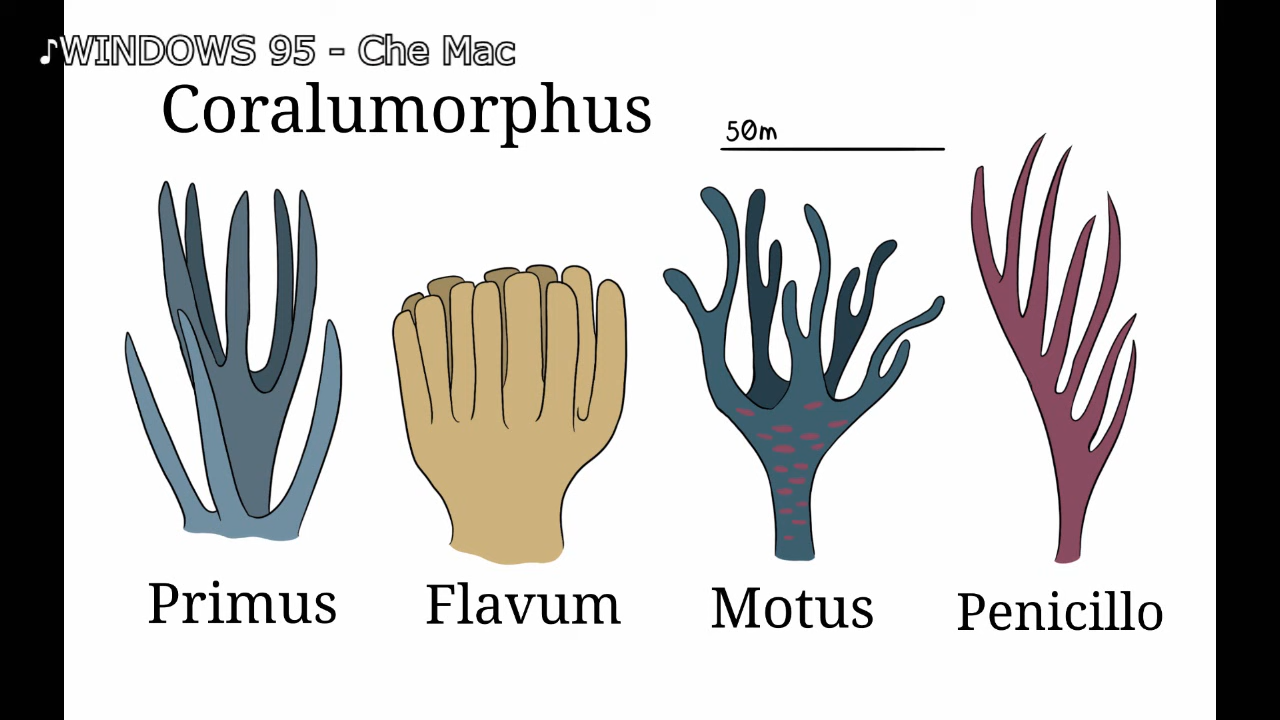 ♪WINDOWS 95 - Che Mac
Coralumorphus
50m
Primus
Flavum
Motus
Penicillo